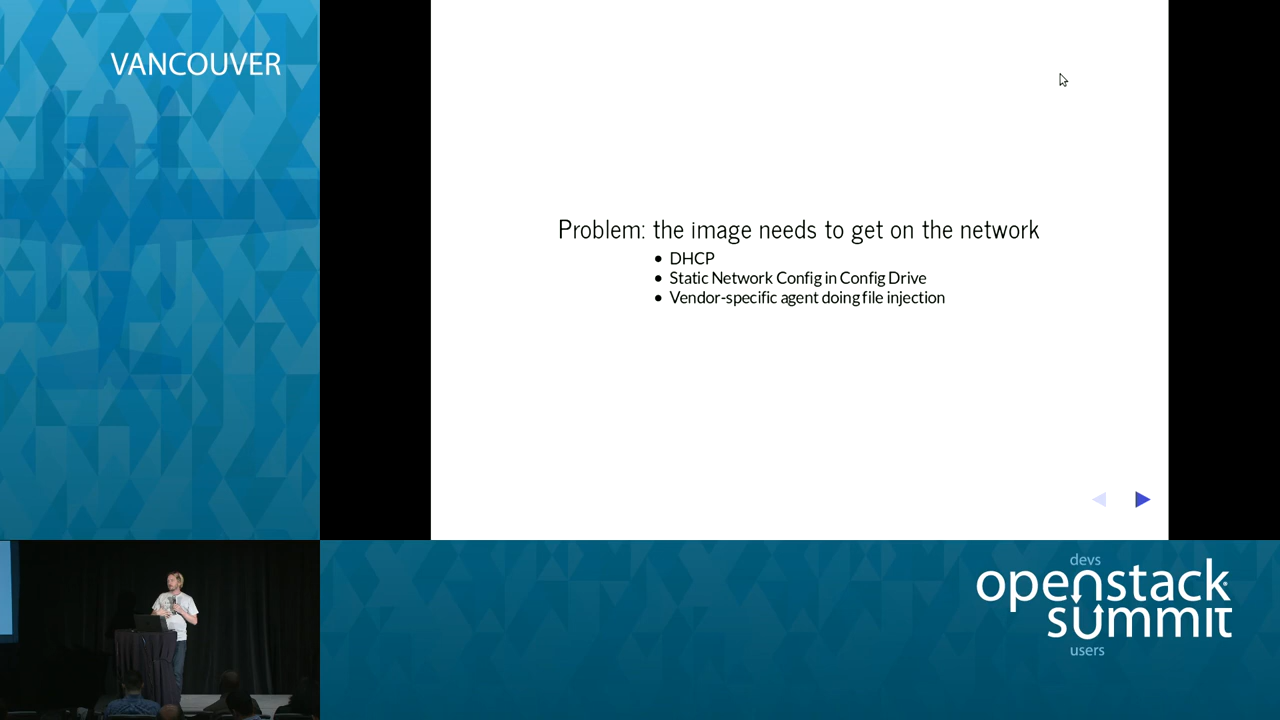 VANCOUVER
Problem: the image needs to get on the network
• DHCP
• Static Network Config in Config Drive
• Vendor-specific agent doing file injection
devs
openstack
summit
users